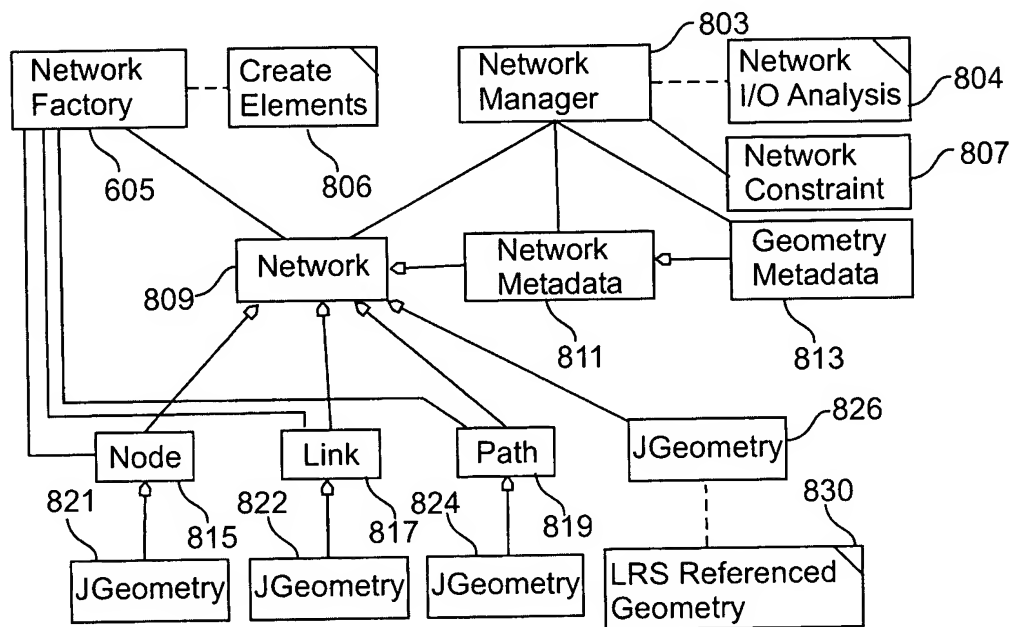 803
Network
Factory
Create
Elements
Network
Manager
Network
I/O Analysis
804
605
806
Network
Constraint
807
Network
809
Network
Metadata
Geometry
Metadata
811
813
826
Node
Link
Path
JGeometry
821
815
822
817
824
819
830
JGeometry
JGeometry
JGeometry
LRS Referenced
Geometry